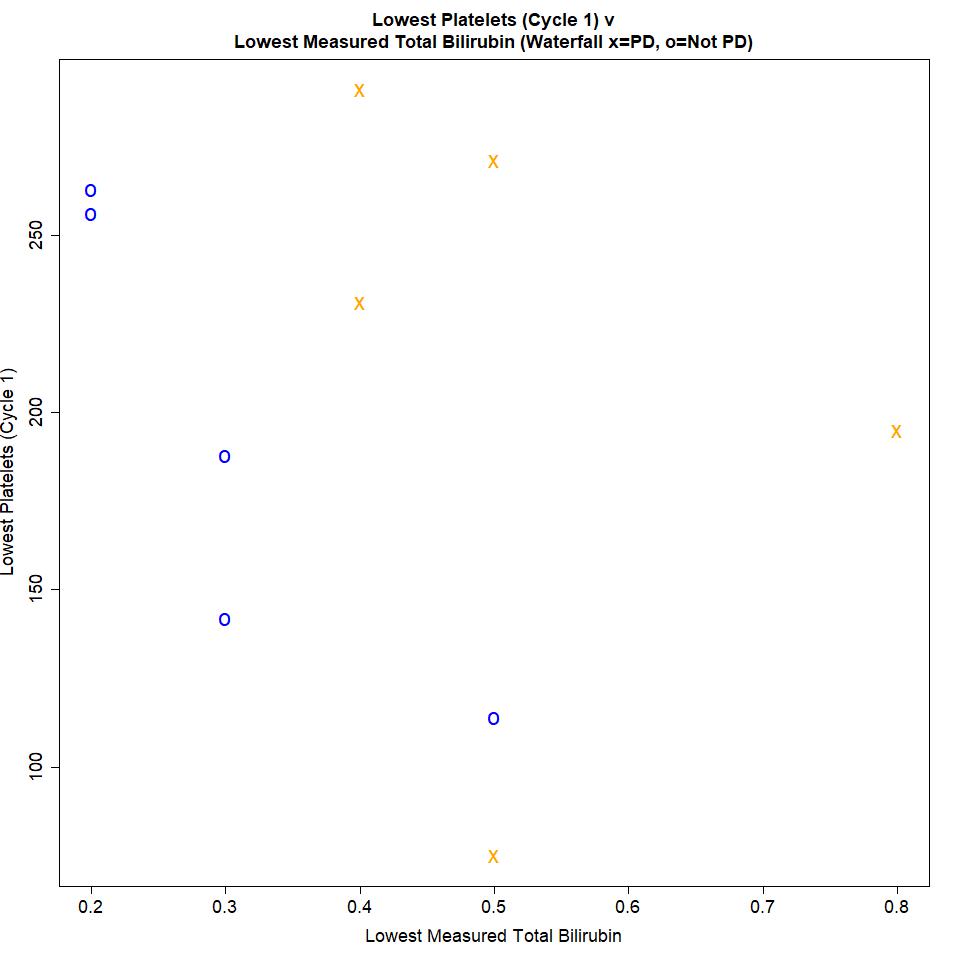 Lowest Platelets (Cycle 1) v
Lowest Measured Total Bilirubin (Waterfall x=PD, o=Not PD)
Lowest Platelets (Cycle 1)
250
200
150
100
X
X
O
O
X
X
O
O
O
X
0.2 0.3 0.4 0.5 0.6 0.7 0.8
Lowest Measured Total Bilirubin